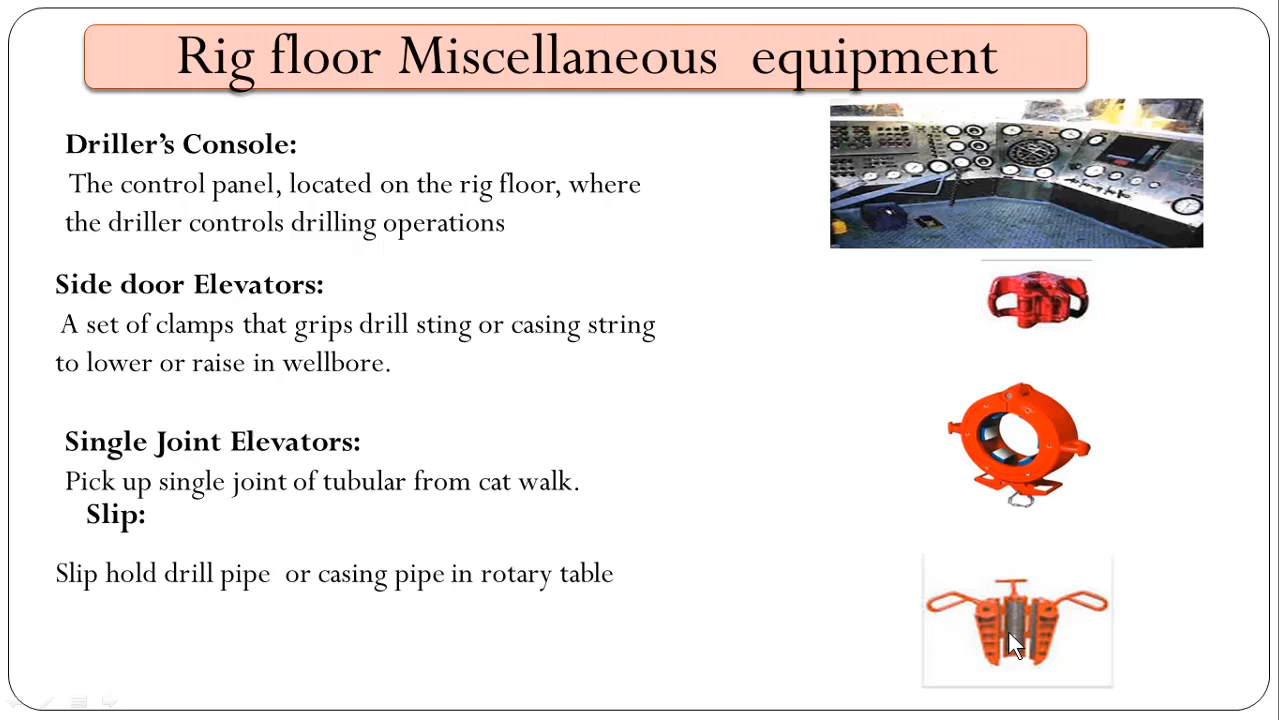 Rig floor Miscellaneous equipment
Driller's Console:
The control panel, located on the rig floor, where
the driller controls drilling operations
Side door Elevators:
A set of clamps that grips drill sting or casing string
to lower or raise in wellbore.
Single Joint Elevators:
Pick up single joint of tubular from cat walk.
Slip:
Slip hold drill pipe or casing pipe in rotary table